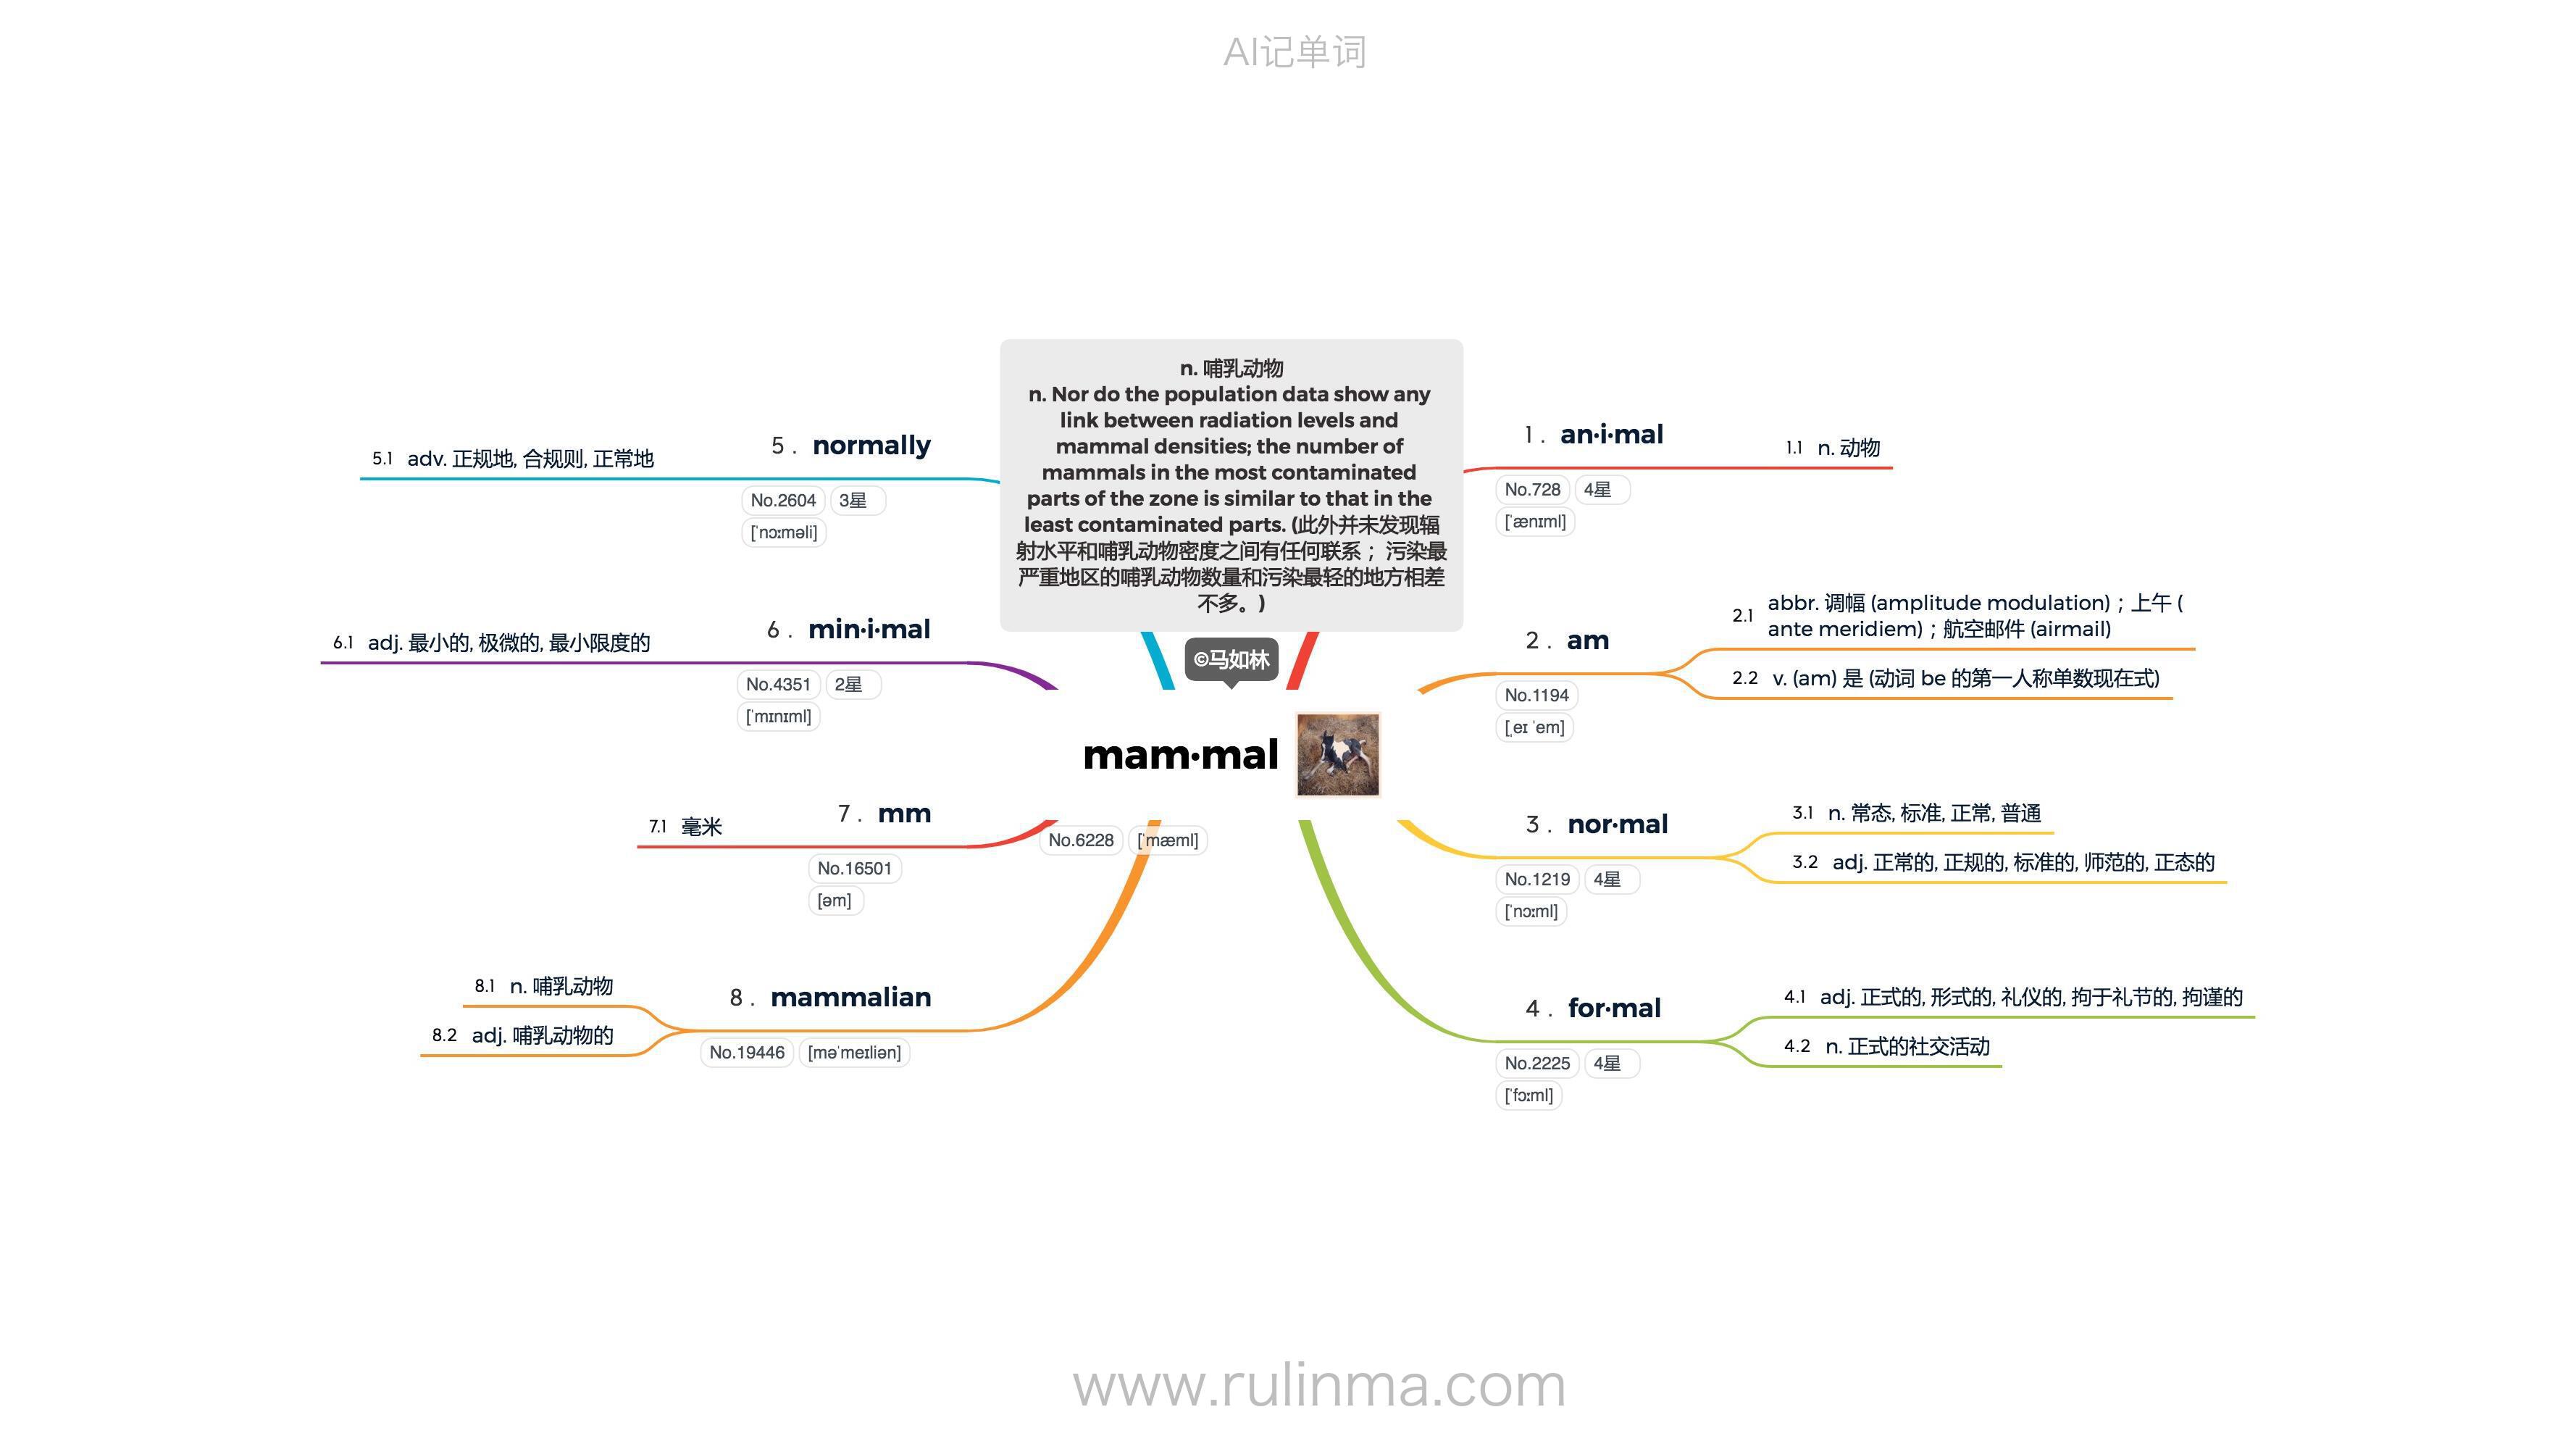 AI记单词
n. 哺乳动物
n. Nor do the population data show any
link between radiation levels and
mammal densities; the number of
mammals in the most contaminated
parts of the zone is similar to that in the
least contaminated parts. (此外并未发现辐
射水平和哺乳动物密度之间有任何联系； 污染最
严重地区的哺乳动物数量和污染最轻的地方相差
不多。)
©马如林
mam·mal
No.6228 [ˈmæml]
1 . an·i·mal
No.728 4星
[ˈænɪml]
1.1 n. 动物
2 . am
No.1194
[ˌeɪ ˈem]
2.1 abbr. 调幅 (amplitude modulation)；上午 (
ante meridiem)；航空邮件 (airmail)
2.2 v. (am) 是 (动词 be 的第一人称单数现在式)
3 . nor·mal
No.1219 4星
[ˈnɔːml]
3.1 n. 常态, 标准, 正常, 普通
3.2 adj. 正常的, 正规的, 标准的, 师范的, 正态的
4 . for·mal
No.2225 4星
[ˈfɔːml]
4.1 adj. 正式的, 形式的, 礼仪的, 拘于礼节的, 拘谨的
4.2 n. 正式的社交活动
5 . normally
No.2604 3星
[ˈnɔːməli]
5.1 adv. 正规地, 合规则, 正常地
6 . min·i·mal
No.4351 2星
[ˈmɪnɪml]
6.1 adj. 最小的, 极微的, 最小限度的
7 . mm
No.16501
[əm]
7.1 毫米
8 . mammalian
No.19446 [məˈmeɪliən]
8.1 n. 哺乳动物
8.2 adj. 哺乳动物的
www.rulinma.com